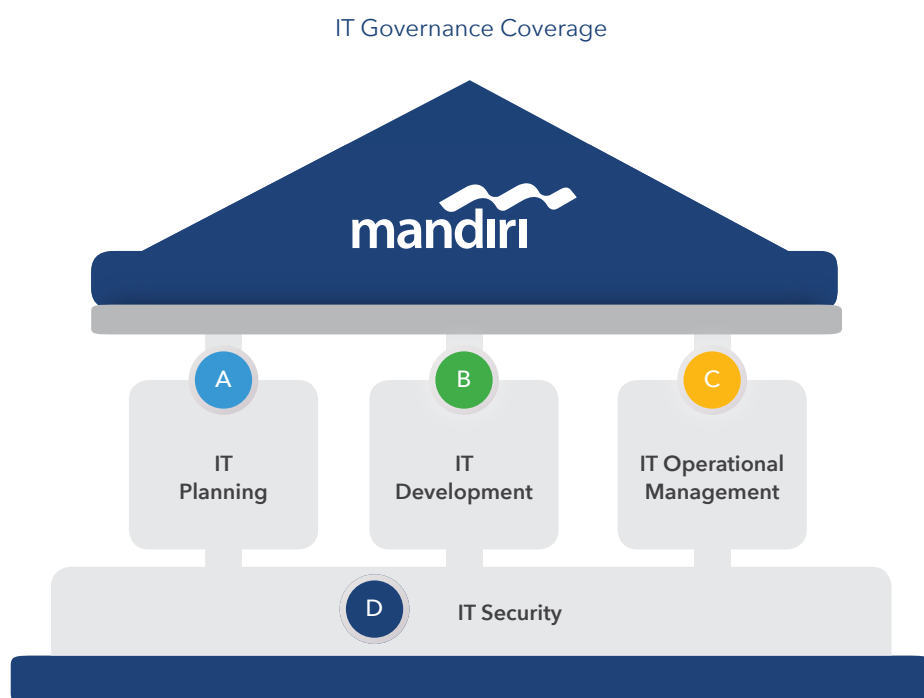 IT Governance Coverage
mandiri
A
B
C
IT
Planning
IT
Development
IT Operational
Management
D
IT Security